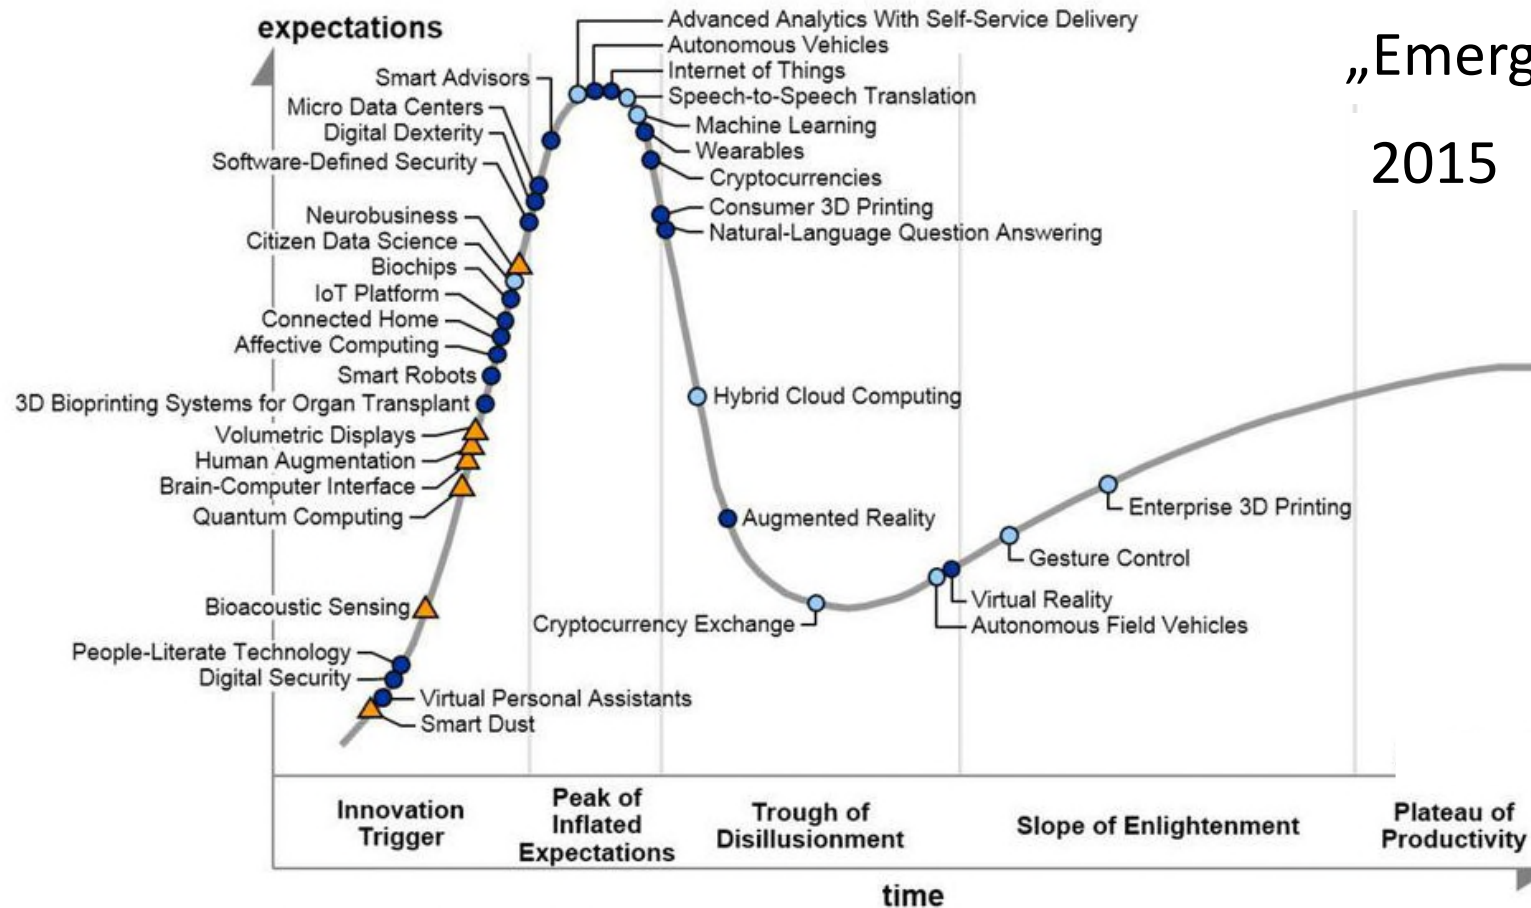 expectations
„Emerg
2015
Advanced Analytics With Self-Service Delivery
Autonomous Vehicles
Internet of Things
Speech-to-Speech Translation
Machine Learning
Wearables
Cryptocurrencies
Consumer 3D Printing
Natural-Language Question Answering
Smart Advisors
Micro Data Centers
Digital Dexterity
Software-Defined Security
Neurobusiness
Citizen Data Science
Biochips
IoT Platform
Connected Home
Affective Computing
Smart Robots
3D Bioprinting Systems for Organ Transplant
Volumetric Displays
Human Augmentation
Brain-Computer Interface
Quantum Computing
Bioacoustic Sensing
People-Literate Technology
Digital Security
Virtual Personal Assistants
Smart Dust
Hybrid Cloud Computing
Augmented Reality
Cryptocurrency Exchange
Virtual Reality
Autonomous Field Vehicles
Gesture Control
Enterprise 3D Printing
Innovation
Trigger
Peak of
Inflated
Expectations
Trough of
Disillusionment
Slope of Enlightenment
Plateau of
Productivity
time